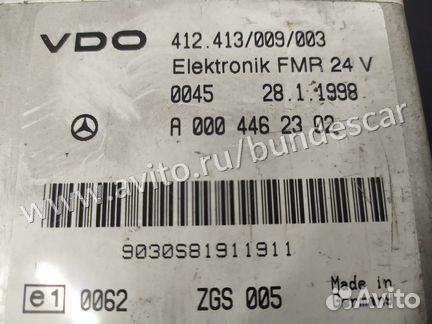 VDO 412.413/009/003
Elektronik FMR 24 V
0045 28.1.1998
A 000 446 23 02
www.avito.ru/bundescar
9030S81911911
e1 0062 ZGS 005 Made in
Germany
Avito